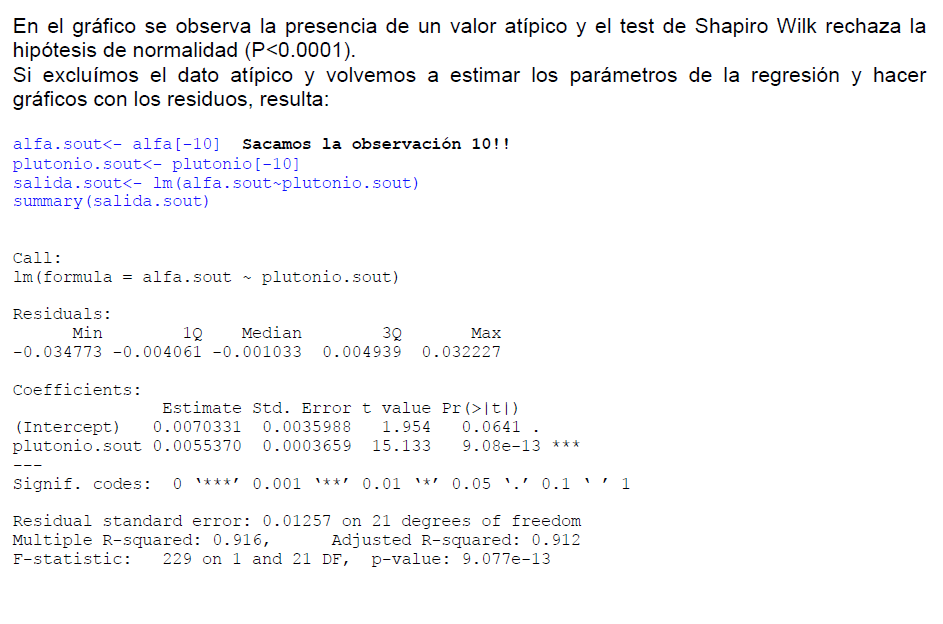 En el gráfico se observa la presencia de un valor atípico y el test de Shapiro Wilk rechaza la
hipótesis de normalidad (P<0.0001).
Si excluímos el dato atípico y volvemos a estimar los parámetros de la regresión y hacer
gráficos con los residuos, resulta:
alfa.sout<- alfa[-10]  Sacamos la observación 10!!
plutonio.sout<- plutonio[-10]
salida.sout<- lm(alfa.sout~plutonio.sout)
summary(salida.sout)
Call:
lm(formula = alfa.sout ~ plutonio.sout)
Residuals:
      Min        1Q    Median        3Q       Max
-0.034773 -0.004061 -0.001033  0.004939  0.032227
Coefficients:
               Estimate Std. Error t value Pr(>|t|)
(Intercept)   0.0070331  0.0035988   1.954   0.0641 .
plutonio.sout 0.0055370  0.0003659  15.133   9.08e-13 ***
---
Signif. codes:  0 ‘***’ 0.001 ‘**’ 0.01 ‘*’ 0.05 ‘.’ 0.1 ‘ ’ 1
Residual standard error: 0.01257 on 21 degrees of freedom
Multiple R-squared: 0.916,      Adjusted R-squared: 0.912
F-statistic:   229 on 1 and 21 DF,  p-value: 9.077e-13